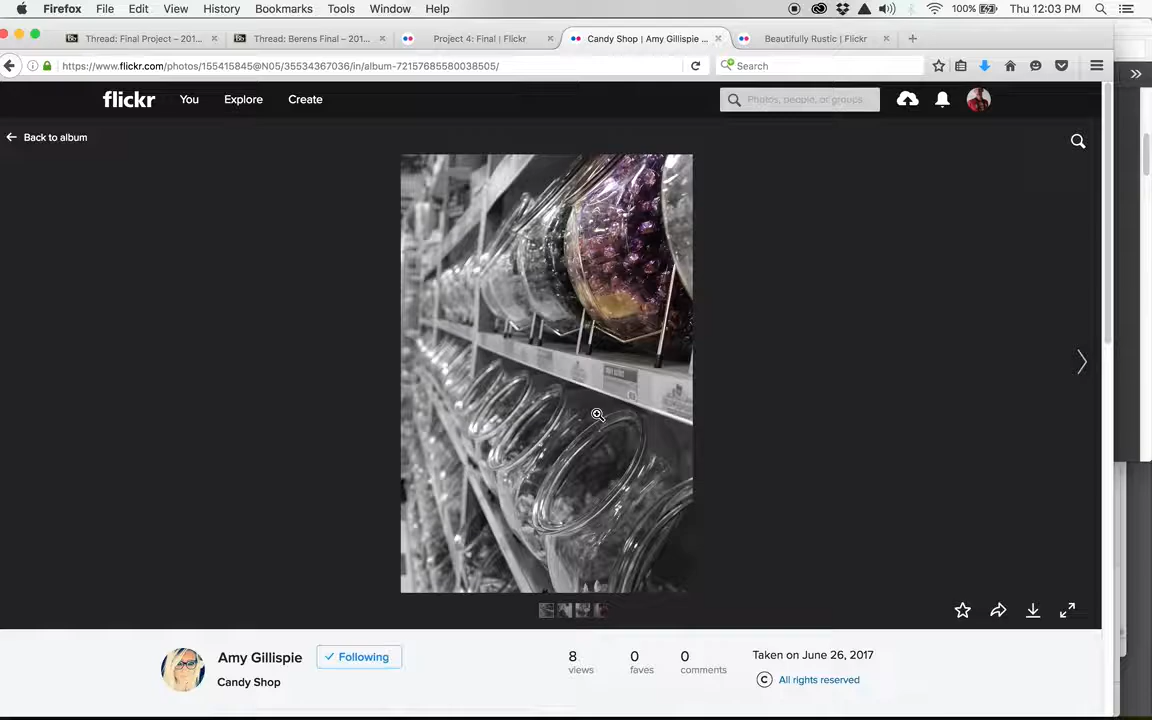 Firefox File Edit View History Bookmarks Tools Window Help 100% Thu 12:03 PM
Thread: Final Project – 201... Thread: Berens Final – 201... Project 4: Final | Flickr Candy Shop | Amy Gillispie ... Beautifully Rustic | Flickr
https://www.flickr.com/photos/155415845@N05/35534367036/in/album-72157685580038505/ Search
flickr You Explore Create Photos, people, or groups
Back to album
Amy Gillispie Following
Candy Shop
8 0 0 Taken on June 26, 2017
views faves comments
All rights reserved